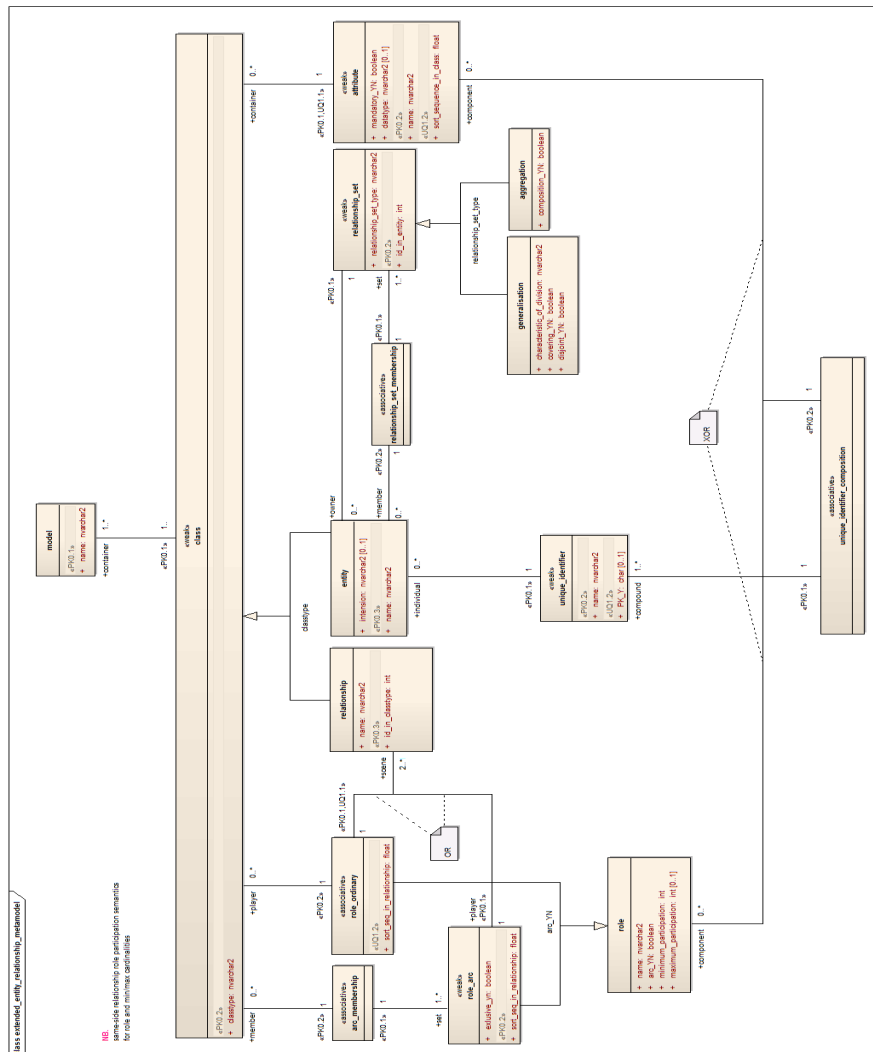 class extended_entity_relationship_metamodel
NB.
same-side relationship role participation semantics
for role and min/max cardinalities
model
«PK0.1»
+ name: nvarchar2
+container
1..*
«PK0.1»
1..
«weak»
class
«PK0.2»
+ classtype: nvarchar2
+member
0..*
+player
0..*
classtype
+container
0..*
«PK0.2»
1
«associative»
arc_membership
«PK0.1»
1
+set
1..*
«weak»
role_arc
+ exlusive_yn: boolean
«PK0.2»
+ sort_seq_in_relationship: float
+player
«PK0.1»
1
«PK0.2»
1
«associative»
role_ordinary
«UQ1.2»
+ sort_seq_in_relationship: float
«PK0.1,UQ1.1»
1
OR
+scene
2..*
relationship
+ name: nvarchar2
«PK0.3»
+ id_in_classtype: int
entity
+ intension: nvarchar2 [0..1]
«PK0.3»
+ name: nvarchar2
+owner
0..*
+member
0..*
+individual
0..*
«PK0.2»
1
«associative»
relationship_set_membership
«PK0.1»
1
+set
1..*
«PK0.1»
1
«weak»
relationship_set
+ relationship_set_type: nvarchar2
«PK0.2»
+ id_in_entity: int
relationship_set_type
generalisation
+ characteristic_of_division: nvarchar2
+ covering_YN: boolean
+ disjoint_YN: boolean
aggregation
+ composition_YN: boolean
«PK0.1,UQ1.1»
1
«weak»
attribute
+ mandatory_YN: boolean
+ datatype: nvarchar2 [0..1]
«PK0.2»
+ name: nvarchar2
«UQ1.2»
+ sort_sequence_in_class: float
+component
0..*
arc_YN
role
+ name: nvarchar2
+ arc_YN: boolean
+ minimum_participation: int
+ maximum_participation: int [0..1]
+component
0..*
«PK0.1»
1
«weak»
unique_identifier
«PK0.2»
+ name: nvarchar2
«UQ1.2»
+ PK_Y: char [0..1]
+compound
1..*
XOR
«PK0.1»
1
«PK0.2»
1
«associative»
unique_identifier_composition